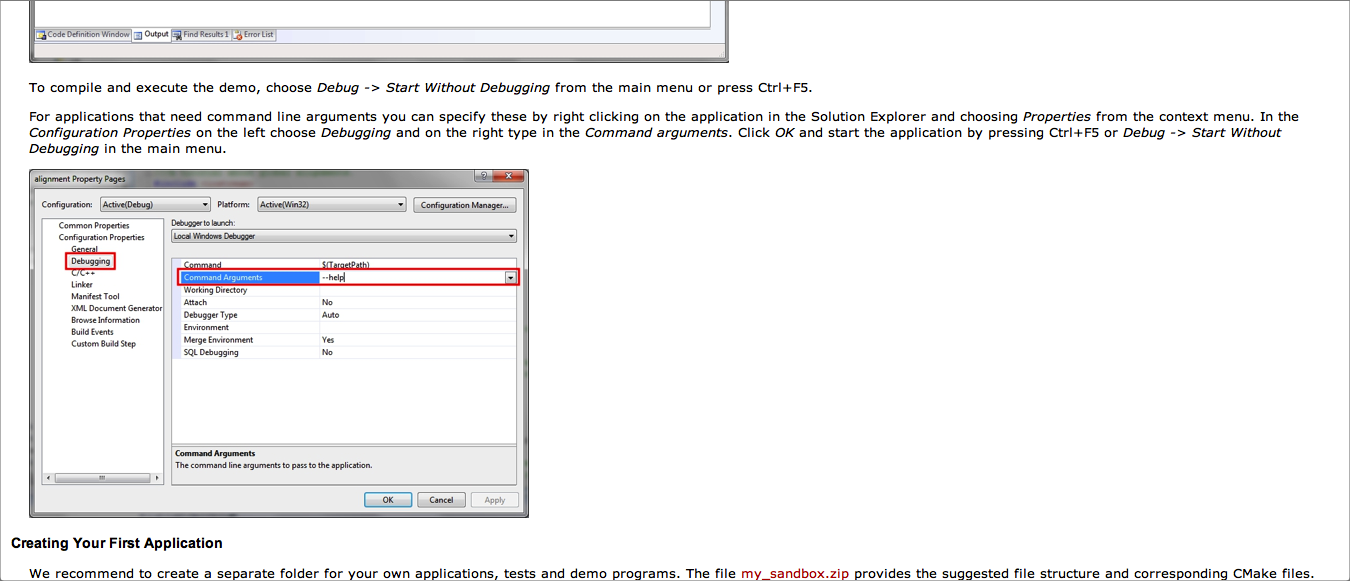 Code Definition Window Output Find Results 1 Error List
To compile and execute the demo, choose Debug -> Start Without Debugging from the main menu or press Ctrl+F5.
For applications that need command line arguments you can specify these by right clicking on the application in the Solution Explorer and choosing Properties from the context menu. In the
Configuration Properties on the left choose Debugging and on the right type in the Command arguments. Click OK and start the application by pressing Ctrl+F5 or Debug -> Start Without
Debugging in the main menu.
alignment Property Pages
Configuration: Active(Debug) Platform: Active(Win32) Configuration Manager...
Common Properties
Configuration Properties
General
Debugging
C/C++
Linker
Manifest Tool
XML Document Generator
Browse Information
Build Events
Custom Build Step
Debugger to launch:
Local Windows Debugger
Command $(TargetPath)
Command Arguments --help
Working Directory
Attach No
Debugger Type Auto
Environment
Merge Environment Yes
SQL Debugging No
Command Arguments
The command line arguments to pass to the application.
OK Cancel Apply
Creating Your First Application
We recommend to create a separate folder for your own applications, tests and demo programs. The file my_sandbox.zip provides the suggested file structure and corresponding CMake files.